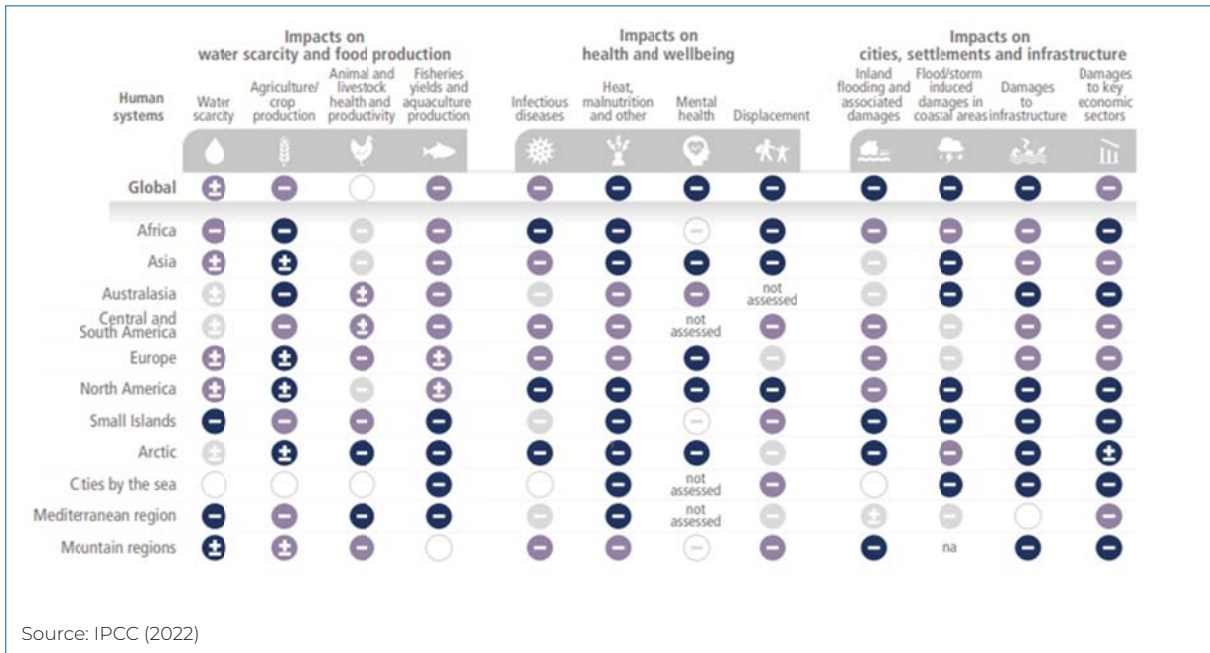 Impacts on
water scarcity and food production
Impacts on
health and wellbeing
Impacts on
cities, settlements and infrastructure
Human
systems
Water
scarcty
Agriculture/
crop
production
Animal and
livestock
health and
productivity
Fisheries
yields and
aquaculture
production
Infectious
diseases
Heat,
malnutrition
and other
Mental
health
Displacement
Inland
flooding and
associated
damages
Flood/storm
induced
damages in
coastal areas
Damages
to
infrastructure
Damages
to key
economic
sectors
Global
± − − − − − − − − − −
Africa
− − − − − − − − − − − −
Asia
± ± − − − − − − − − − −
Australasia
± − ± − − − − not
assessed
− − − −
Central and
South America
± − ± − − − not
assessed
− − − − −
Europe
± ± − ± − − − − − − − −
North America
± ± − ± − − − − − − − −
Small Islands
− − − − − − − − − − − −
Arctic
± ± − − − − − − − − − ±
Cties by the sea
− − not
assessed
− − − −
Mediterranean region
− − − − − − not
assessed
− ± − −
Mcuntain regions
± ± − − − − − − na − −
Source: IPCC (2022)